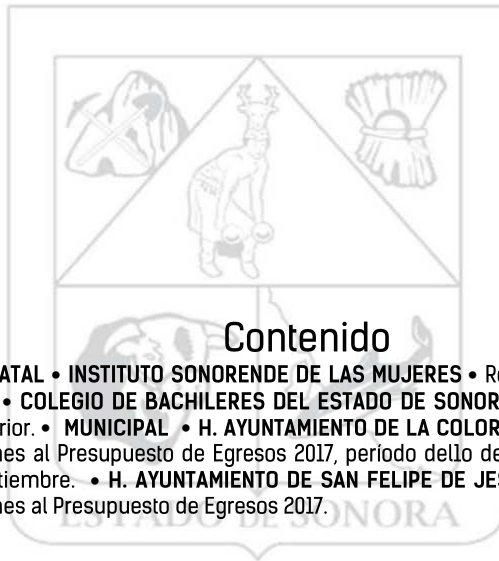 Contenido
ATAL • INSTITUTO SONORENDE DE LAS MUJERES • R
• COLEGIO DE BACHILERES DEL ESTADO DE SONOR
rior. • MUNICIPAL • H. AYUNTAMIENTO DE LA COLOR
nes al Presupuesto de Egresos 2017, período del1o de
tiembre. • H. AYUNTAMIENTO DE SAN FELIPE DE JES
nes al Presupuesto de Egresos 2017.
ESTADO DE SONORA